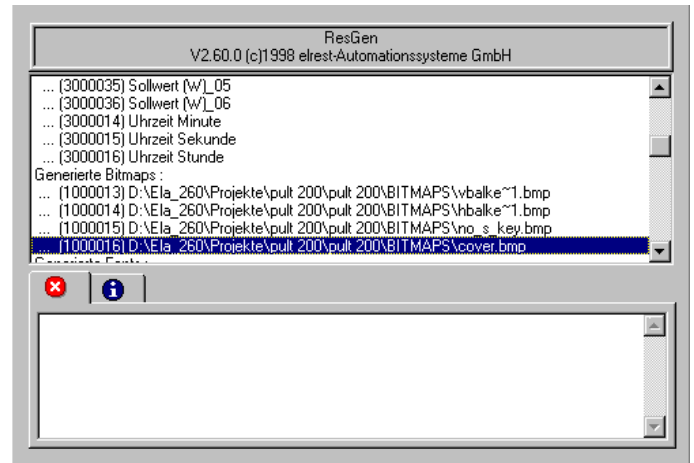 ResGen
V2.60.0 (c)1998 elrest-Automationssysteme GmbH
... (3000035) Sollwert (W)_05
... (3000036) Sollwert (W)_06
... (3000014) Uhrzeit Minute
... (3000015) Uhrzeit Sekunde
... (3000016) Uhrzeit Stunde
Generierte Bitmaps :
... (1000013) D:\Ela_260\Projekte\pult 200\pult 200\BITMAPS\vbalke~1.bmp
... (1000014) D:\Ela_260\Projekte\pult 200\pult 200\BITMAPS\hbalke~1.bmp
... (1000015) D:\Ela_260\Projekte\pult 200\pult 200\BITMAPS\no_s_key.bmp
... (1000016) D:\Ela_260\Projekte\pult 200\pult 200\BITMAPS\cover.bmp